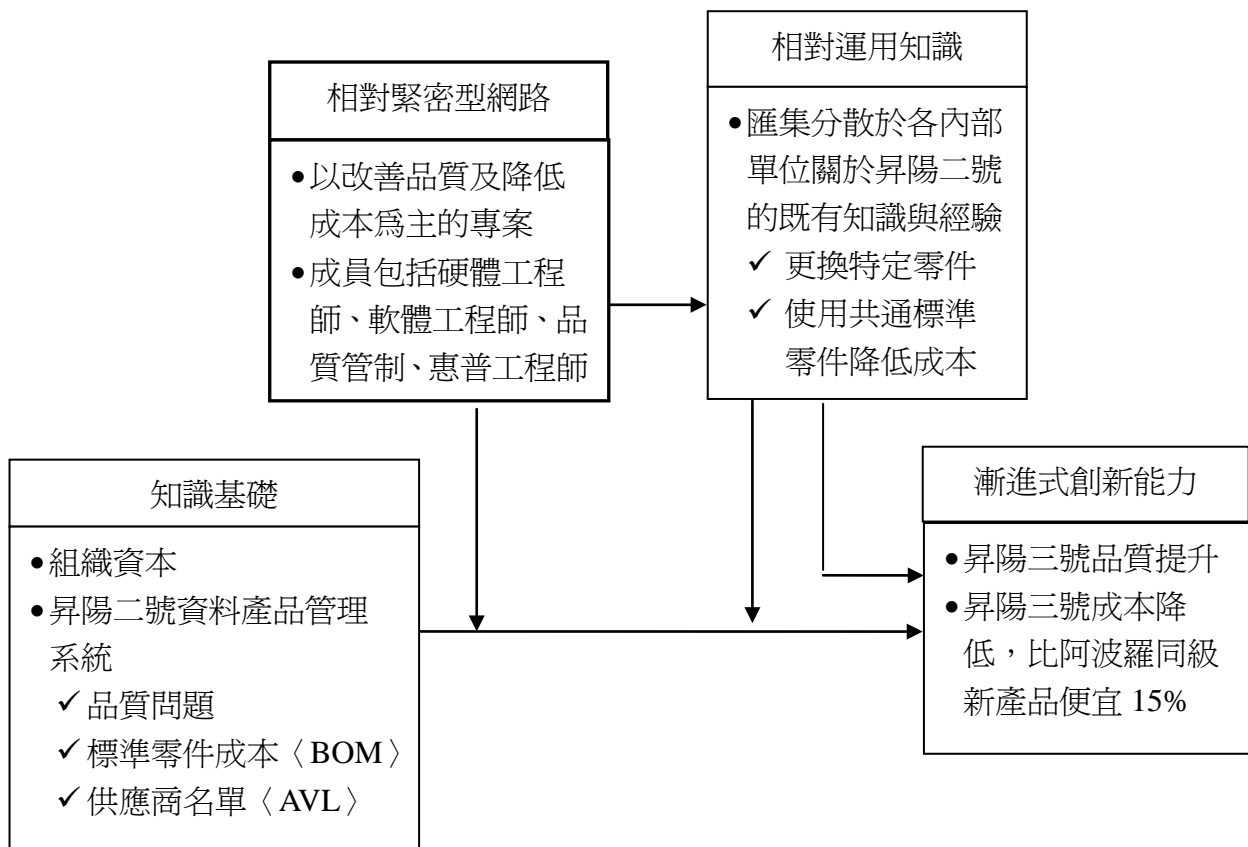 相對運用知識
•匯集分散於各內部
單位關於昇陽二號
的既有知識與經驗
✓ 更換特定零件
✓ 使用共通標準
零件降低成本
相對緊密型網路
•以改善品質及降低
成本為主的專案
•成員包括硬體工程
師、軟體工程師、品
質管制、惠普工程師
知識基礎
•組織資本
•昇陽二號資料產品管理
系統
✓品質問題
✓標準零件成本〈BOM〉
✓供應商名單〈AVL〉
漸進式創新能力
•昇陽三號品質提升
•昇陽三號成本降
低，比阿波羅同級
新產品便宜 15%